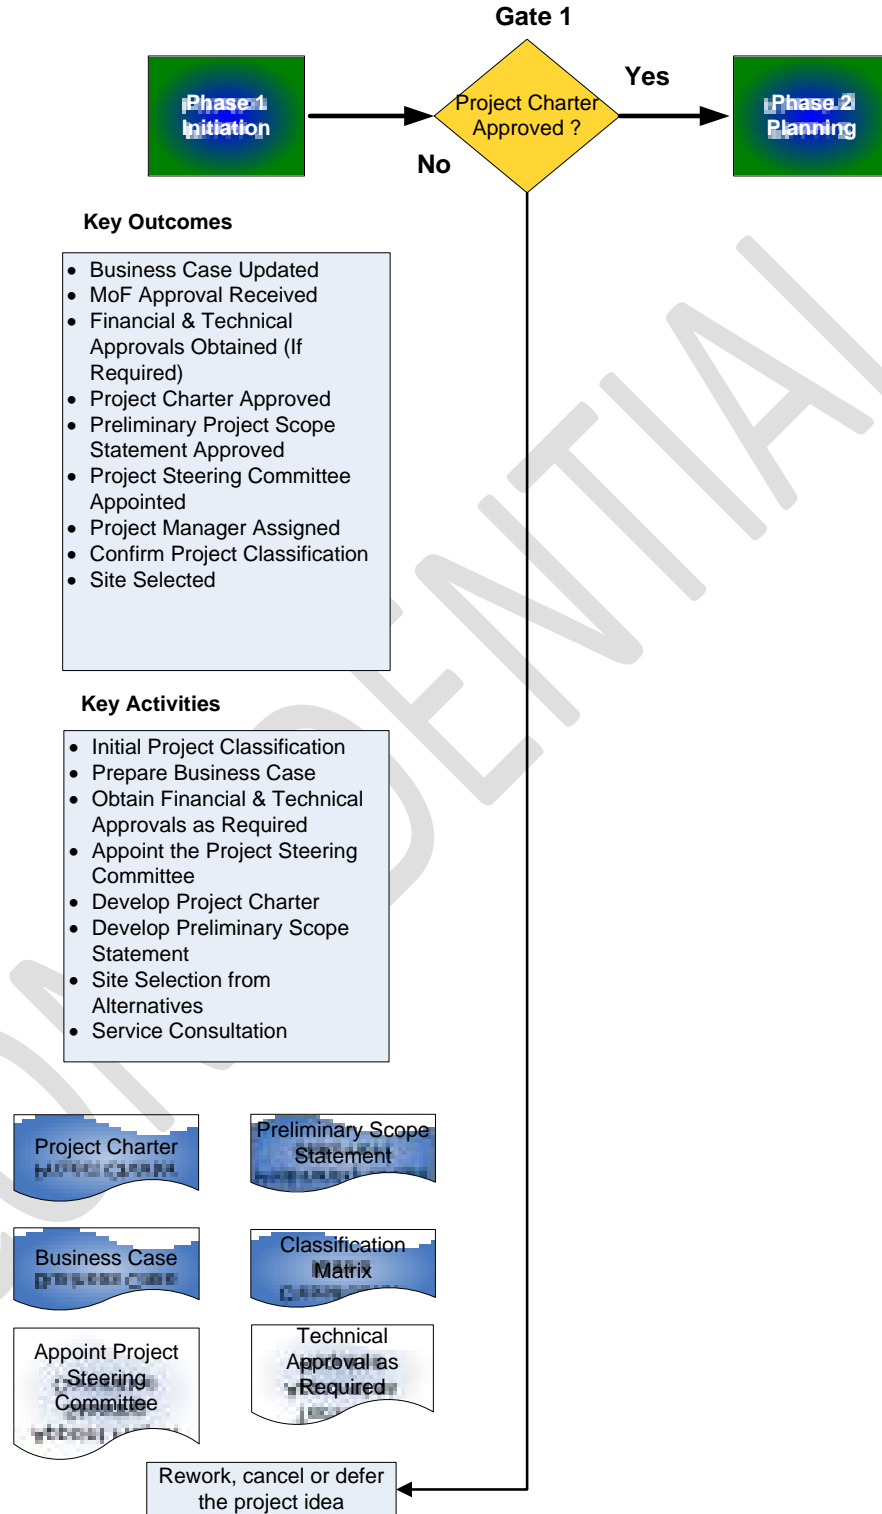 Gate 1
Phase 1
Initiation
Project Charter
Approved ?
Yes
No
Phase 2
Planning
Key Outcomes
• Business Case Updated
• MoF Approval Received
• Financial & Technical
Approvals Obtained (If
Required)
• Project Charter Approved
• Preliminary Project Scope
Statement Approved
• Project Steering Committee
Appointed
• Project Manager Assigned
• Confirm Project Classification
• Site Selected
Key Activities
• Initial Project Classification
• Prepare Business Case
• Obtain Financial & Technical
Approvals as Required
• Appoint the Project Steering
Committee
• Develop Project Charter
• Develop Preliminary Scope
Statement
• Site Selection from
Alternatives
• Service Consultation
Project Charter
Preliminary Scope
Statement
Business Case
Classification
Matrix
Appoint Project
Steering
Committee
Technical
Approval as
Required
Rework, cancel or defer
the project idea